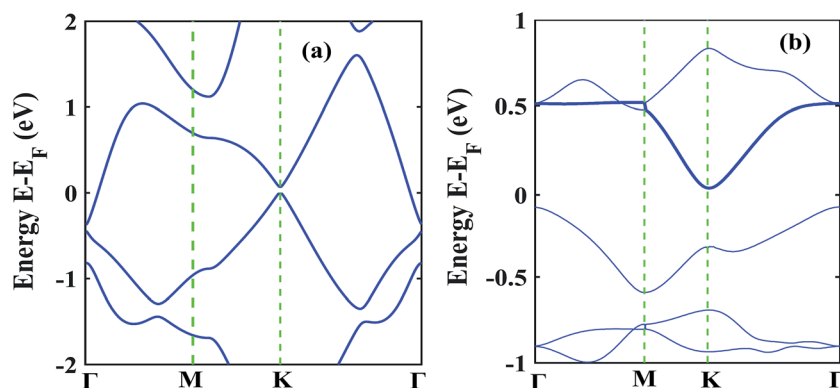 2
1
0
-1
-2
Energy E-E_F (eV)
(a)
Γ M K Γ
1
0.5
0
-0.5
-1
Energy E-E_F (eV)
(b)
Γ M K Γ